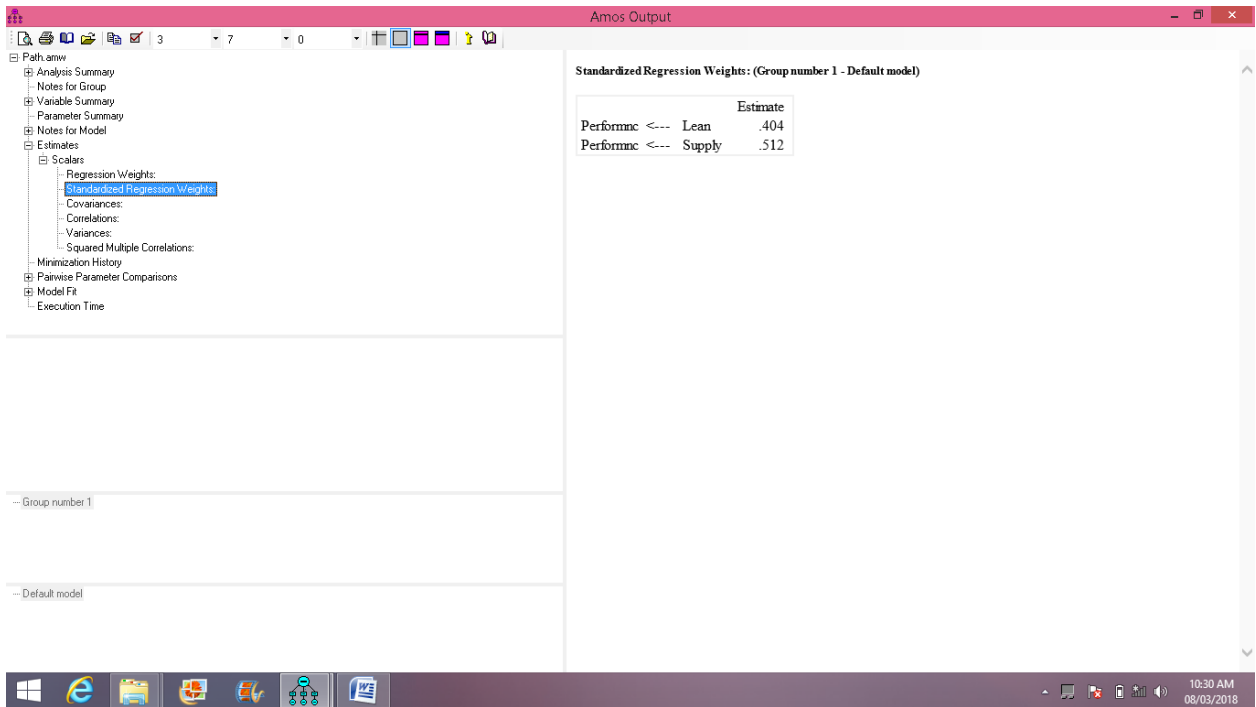 Amos Output
3 7 0
Path.amw
Analysis Summary
Notes for Group
Variable Summary
Parameter Summary
Notes for Model
Estimates
Scalars
Regression Weights:
Standardized Regression Weights:
Covariances:
Correlations:
Variances:
Squared Multiple Correlations:
Minimization History
Pairwise Parameter Comparisons
Model Fit
Execution Time
Group number 1
Default model
Standardized Regression Weights: (Group number 1 - Default model)
Estimate
Performnc <--- Lean .404
Performnc <--- Supply .512
10:30 AM
08/03/2018